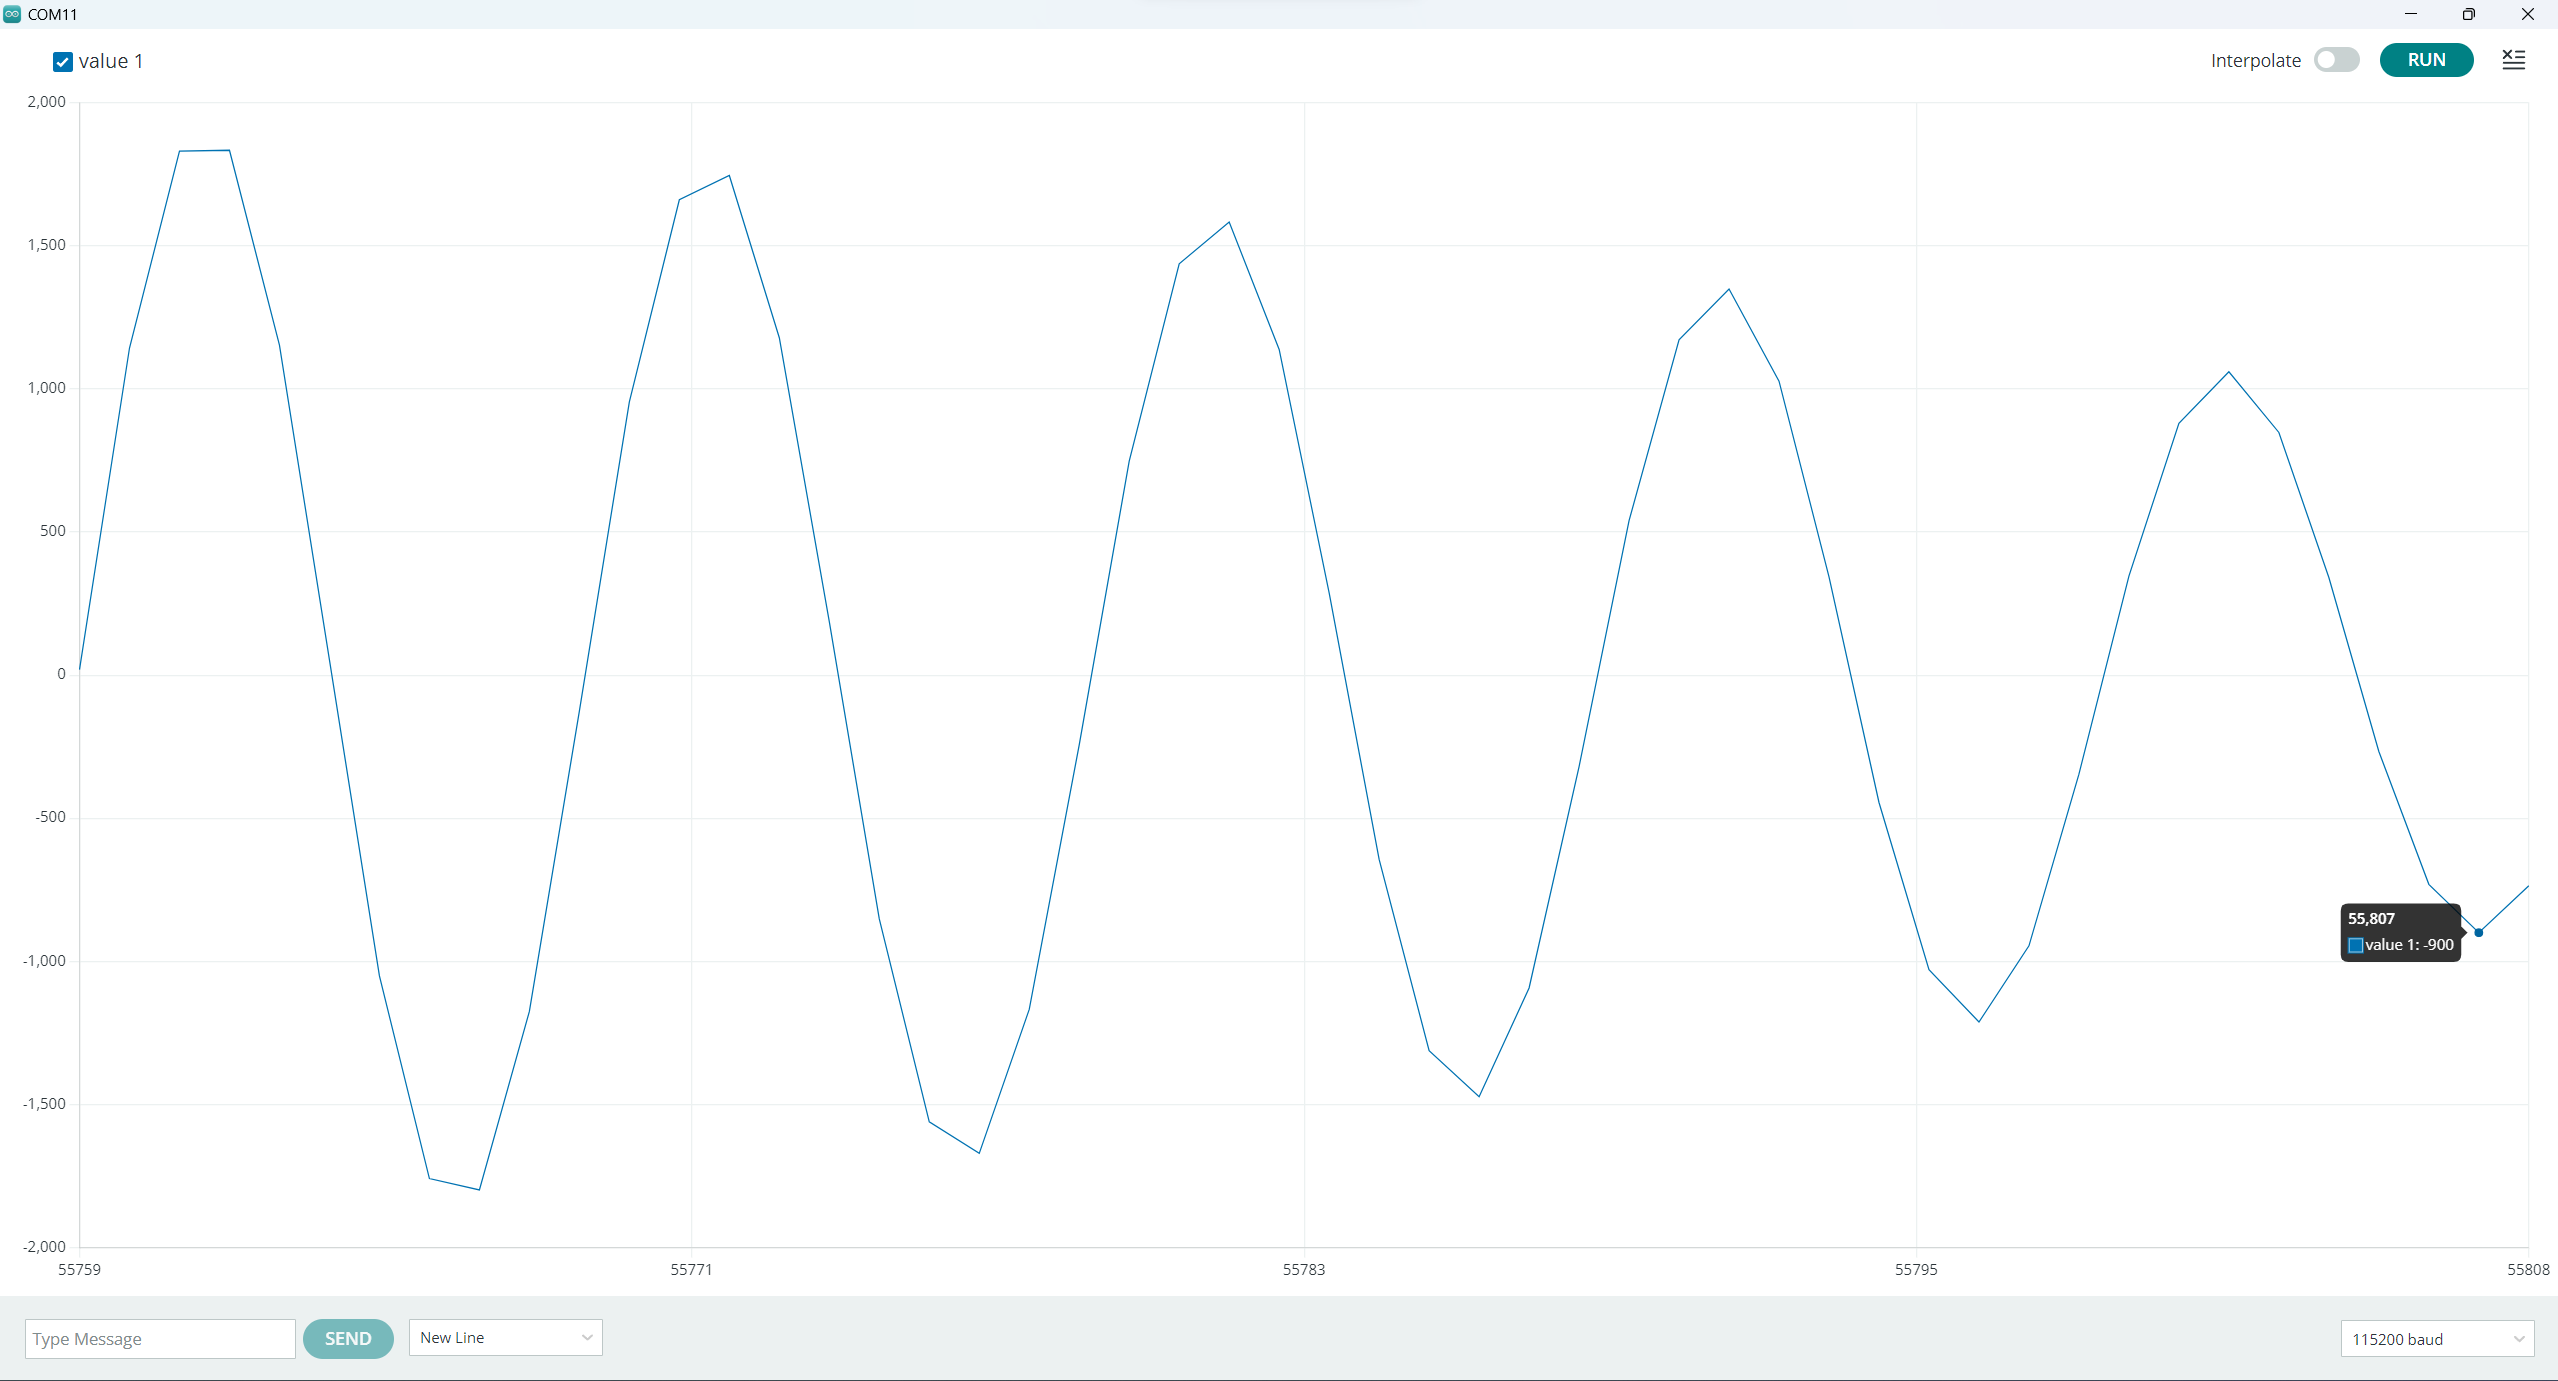 COM11
value 1
Interpolate
RUN
2,000
1,500
1,000
500
0
-500
-1,000
-1,500
-2,000
55,807
value 1: -900
55759
55771
55783
55795
55808
Type Message
SEND
New Line
115200 baud